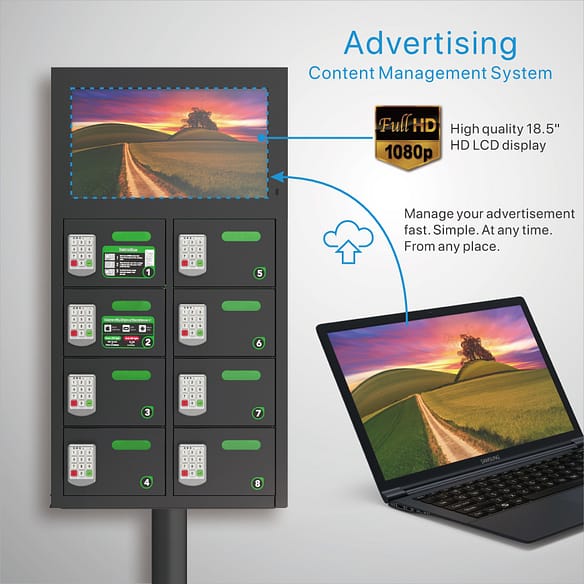 Advertising
Content Management System
Full HD
1080p
High quality 18.5"
HD LCD display
Manage your advertisement
fast. Simple. At any time.
From any place.
1
5
2
6
3
7
4
8
SAMSUNG